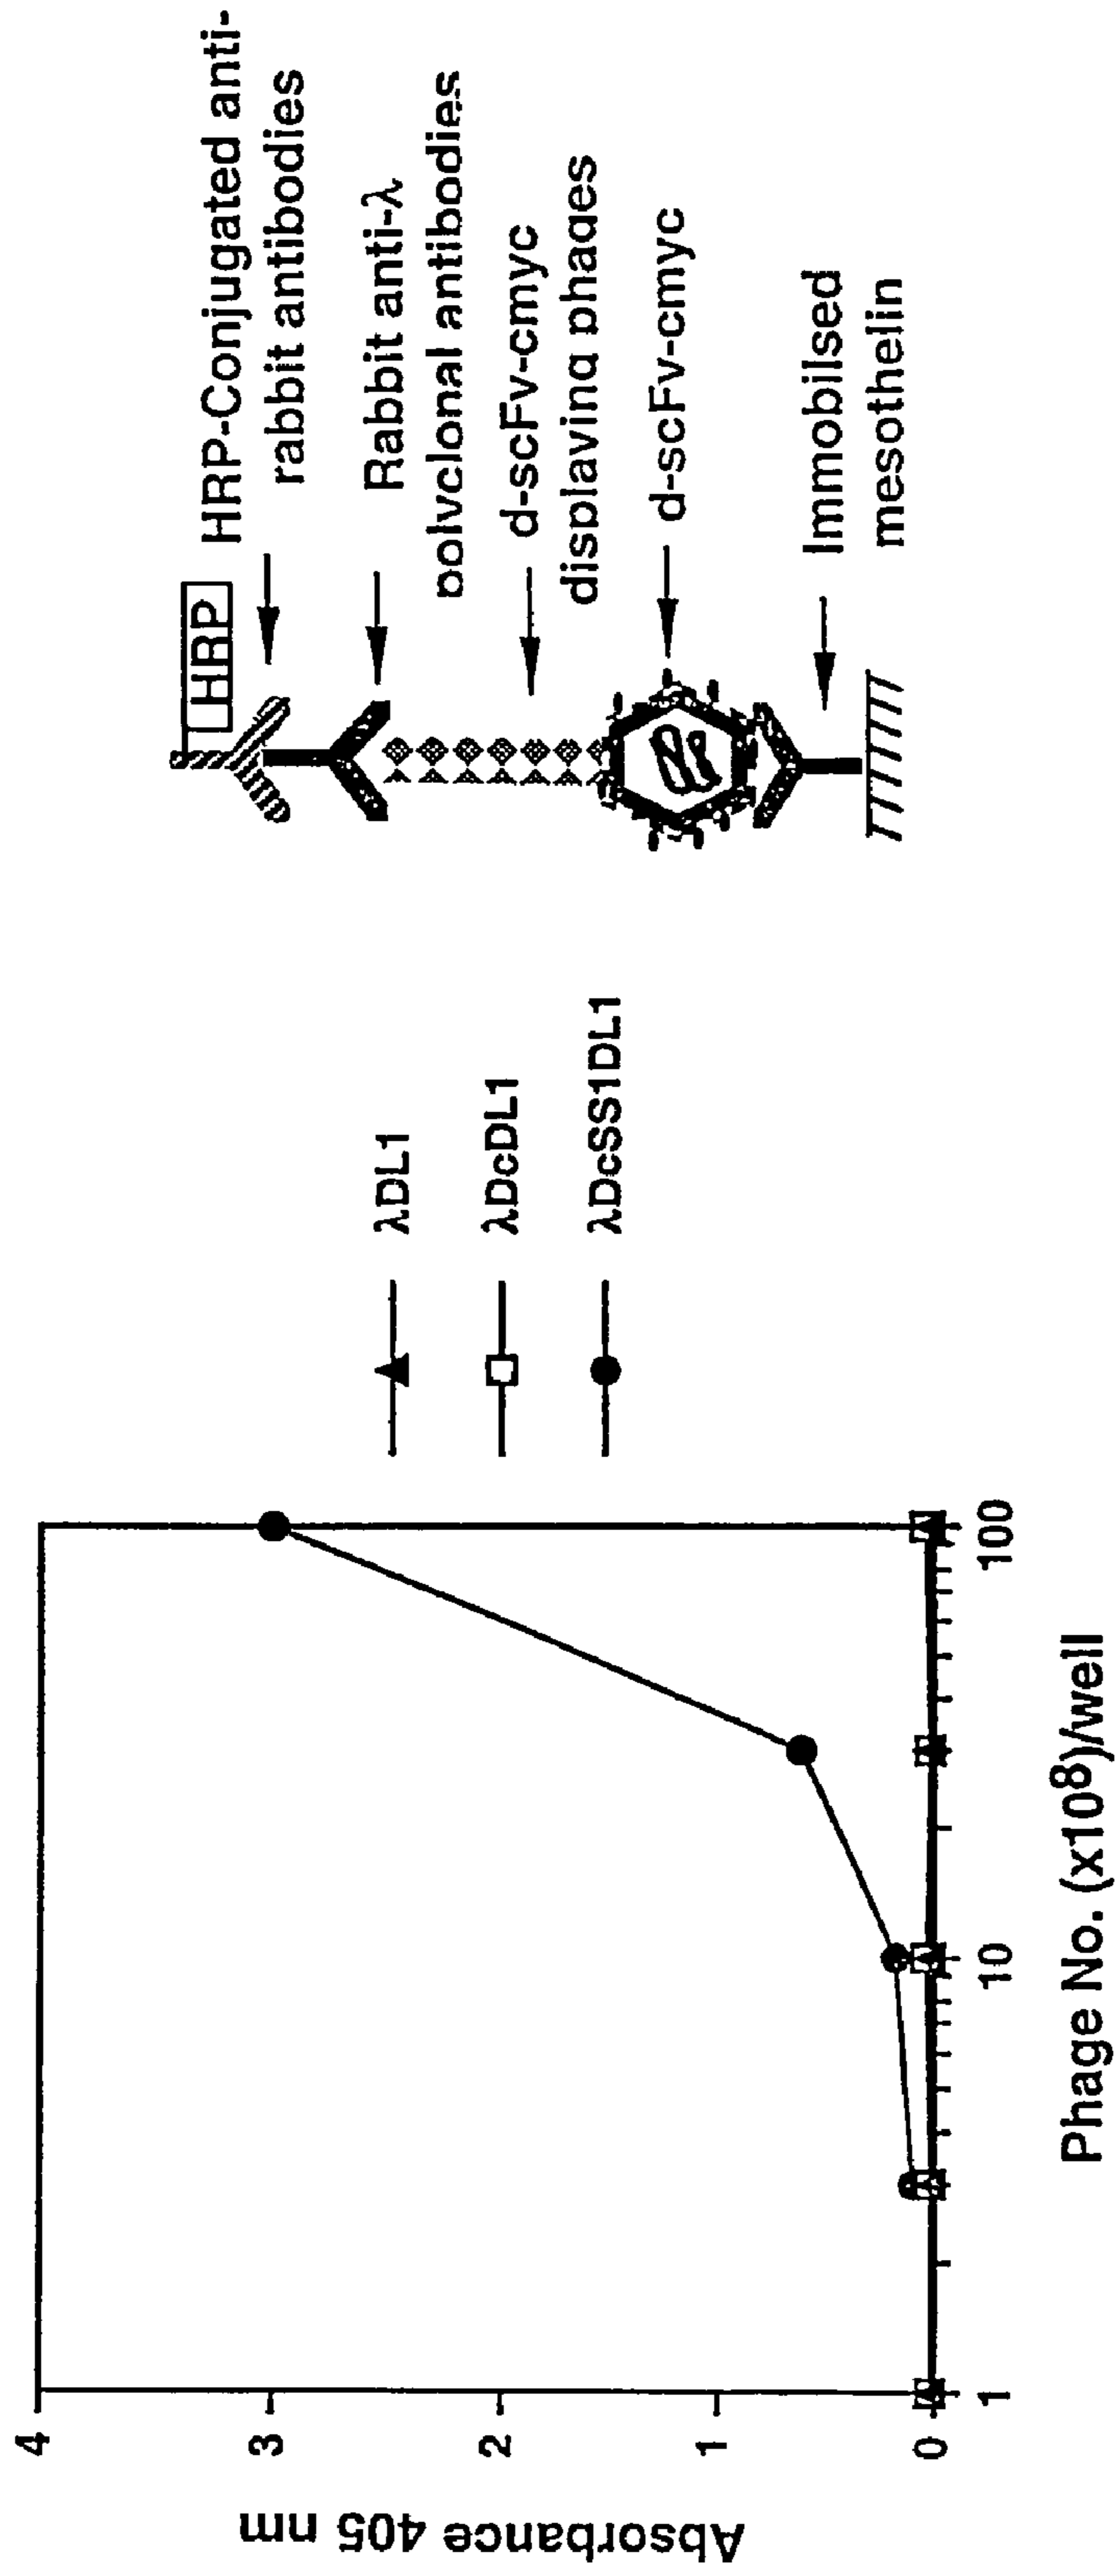 4
3
2
1
0
Absorbance 405 nm
1
10
100
Phage No. (x10⁸)/well
λDL1
λDcDL1
λDcSS1DL1
HRP
HRP-Conjugated anti-
rabbit antibodies
Rabbit anti-λ
polyclonal antibodies
d-scFv-cmyc
displaying phages
d-scFv-cmyc
Immobilsed
mesothelin